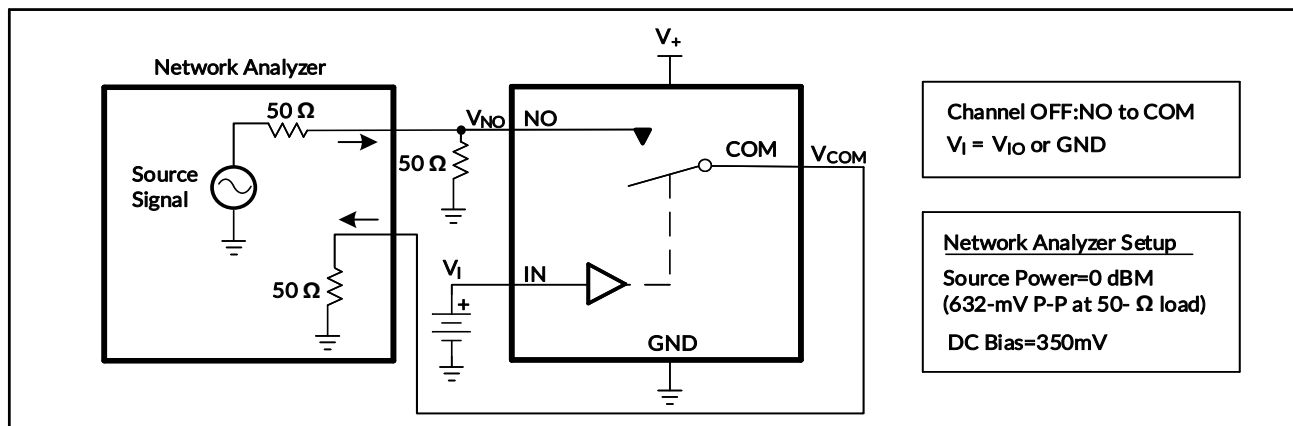 V+
Network Analyzer
50 Ω
VNO
NO
50 Ω
COM
VCOM
Source
Signal
50 Ω
VI
IN
+
GND
Channel OFF:NO to COM
VI = VIO or GND
Network Analyzer Setup
Source Power=0 dBM
(632-mV P-P at 50- Ω load)
DC Bias=350mV